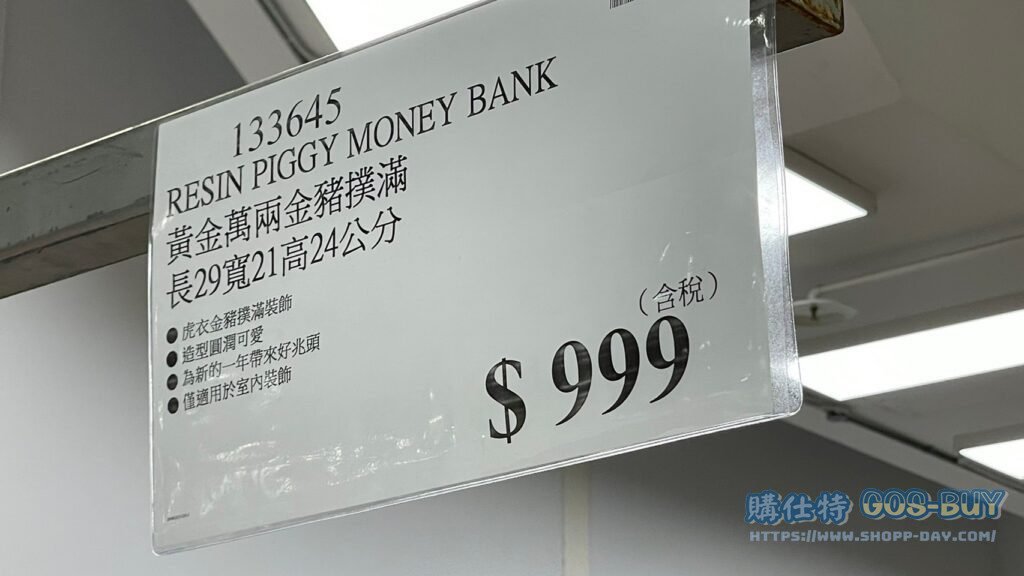 133645
RESIN PIGGY MONEY BANK
黃金萬兩金豬撲滿
長29寬21高24公分
● 虎衣金豬撲滿裝飾
● 造型圓潤可愛
● 為新的一年帶來好兆頭
● 僅適用於室內裝飾
（含稅）
$ 999
購仕特 GOS-BUY
HTTPS://WWW.SHOPP-DAY.COM/